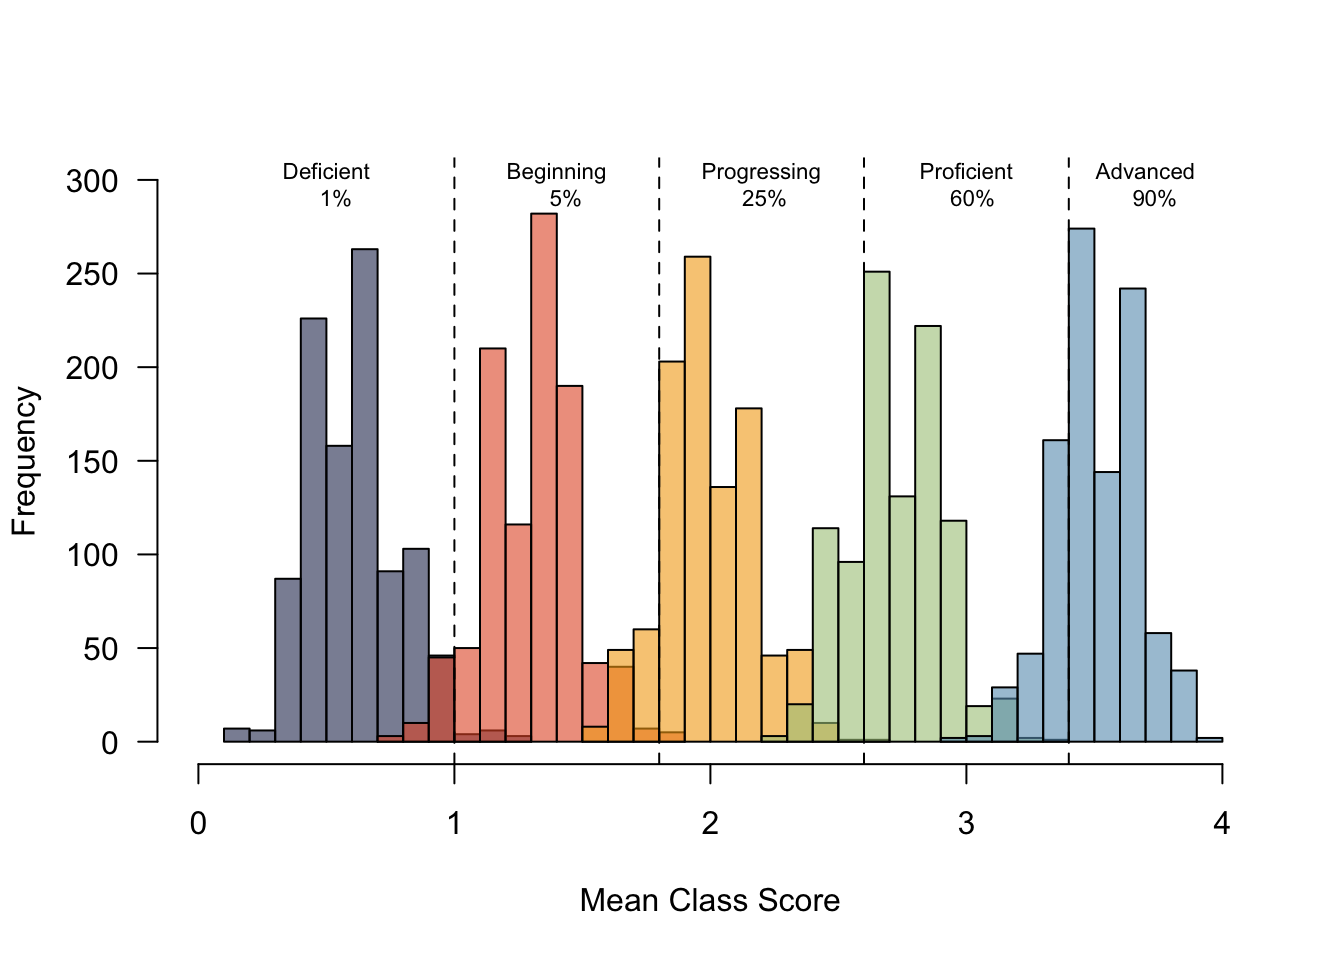 Deficient
1%
Beginning
5%
Progressing
25%
Proficient
60%
Advanced
90%
300
250
200
150
100
50
0
Frequency
0 1 2 3 4
Mean Class Score